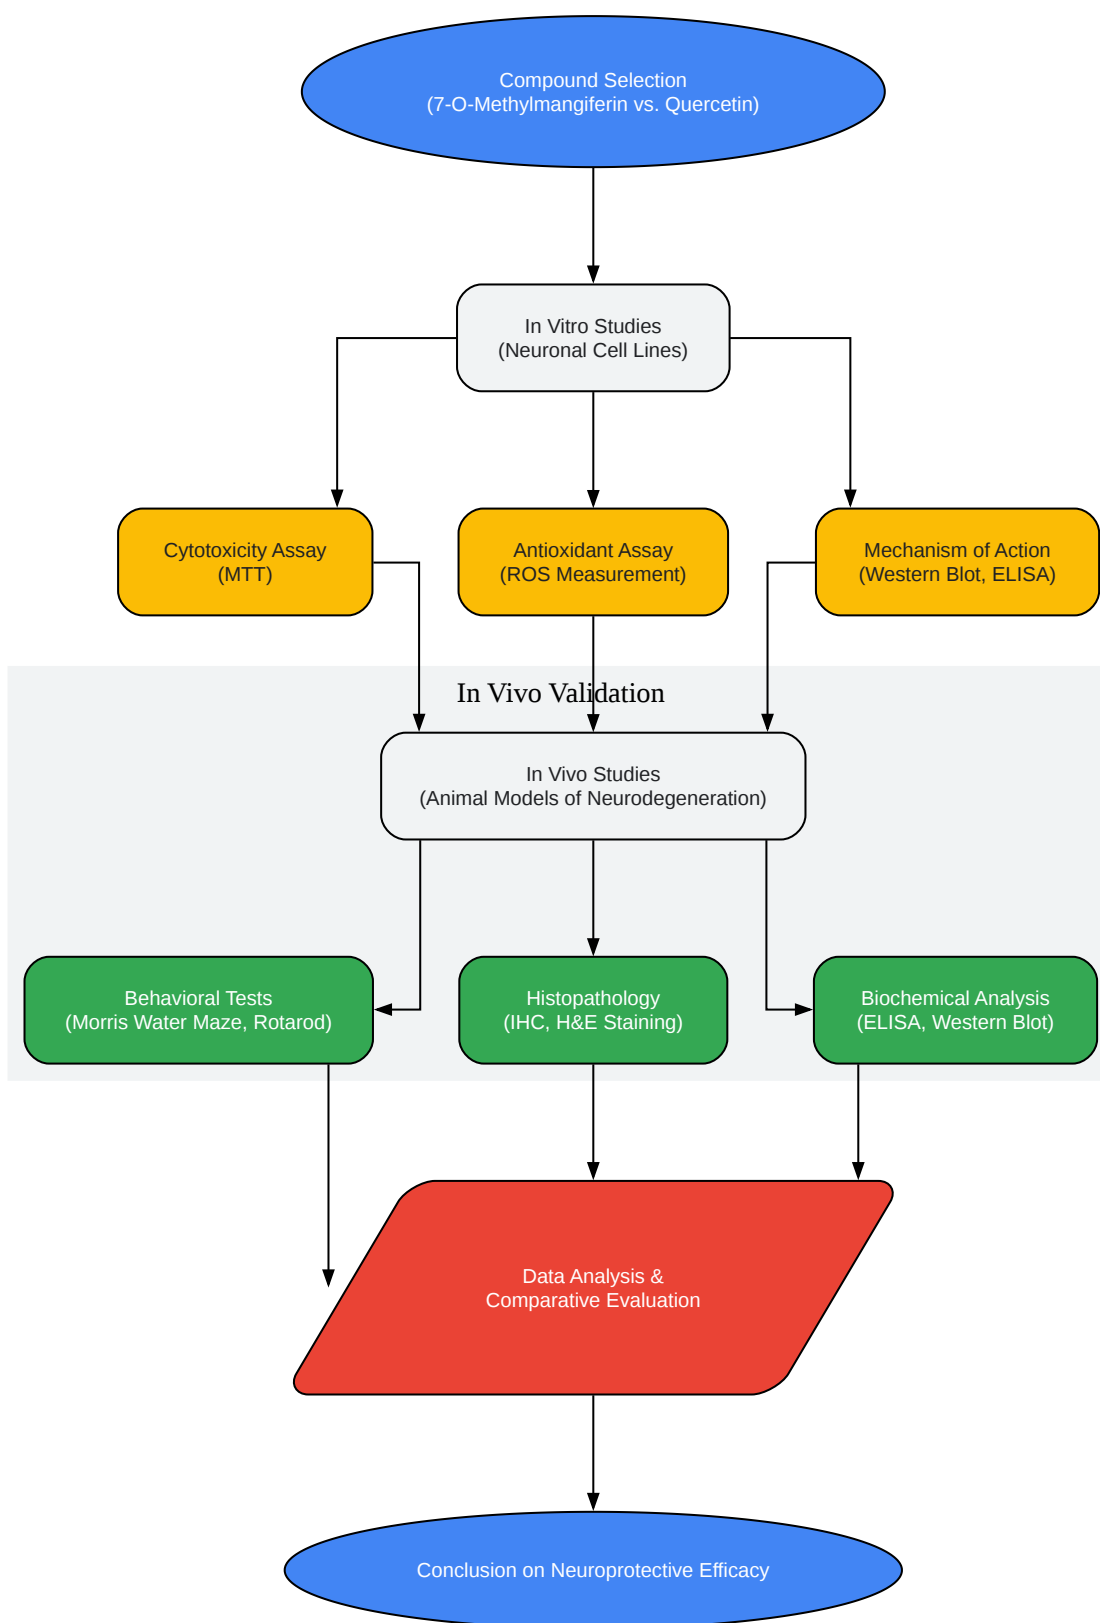 Compound Selection
(7-O-Methylmangiferin vs. Quercetin)
In Vitro Studies
(Neuronal Cell Lines)
Cytotoxicity Assay
(MTT)
Antioxidant Assay
(ROS Measurement)
Mechanism of Action
(Western Blot, ELISA)
In Vivo Validation
In Vivo Studies
(Animal Models of Neurodegeneration)
Behavioral Tests
(Morris Water Maze, Rotarod)
Histopathology
(IHC, H&E Staining)
Biochemical Analysis
(ELISA, Western Blot)
Data Analysis &
Comparative Evaluation
Conclusion on Neuroprotective Efficacy